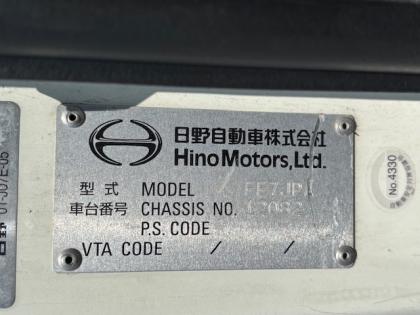 日野自動車株式会社
Hino Motors, Ltd.
型式 MODEL FE7JP
車台番号 CHASSIS NO.
P.S. CODE
VTA CODE / /
No.4330